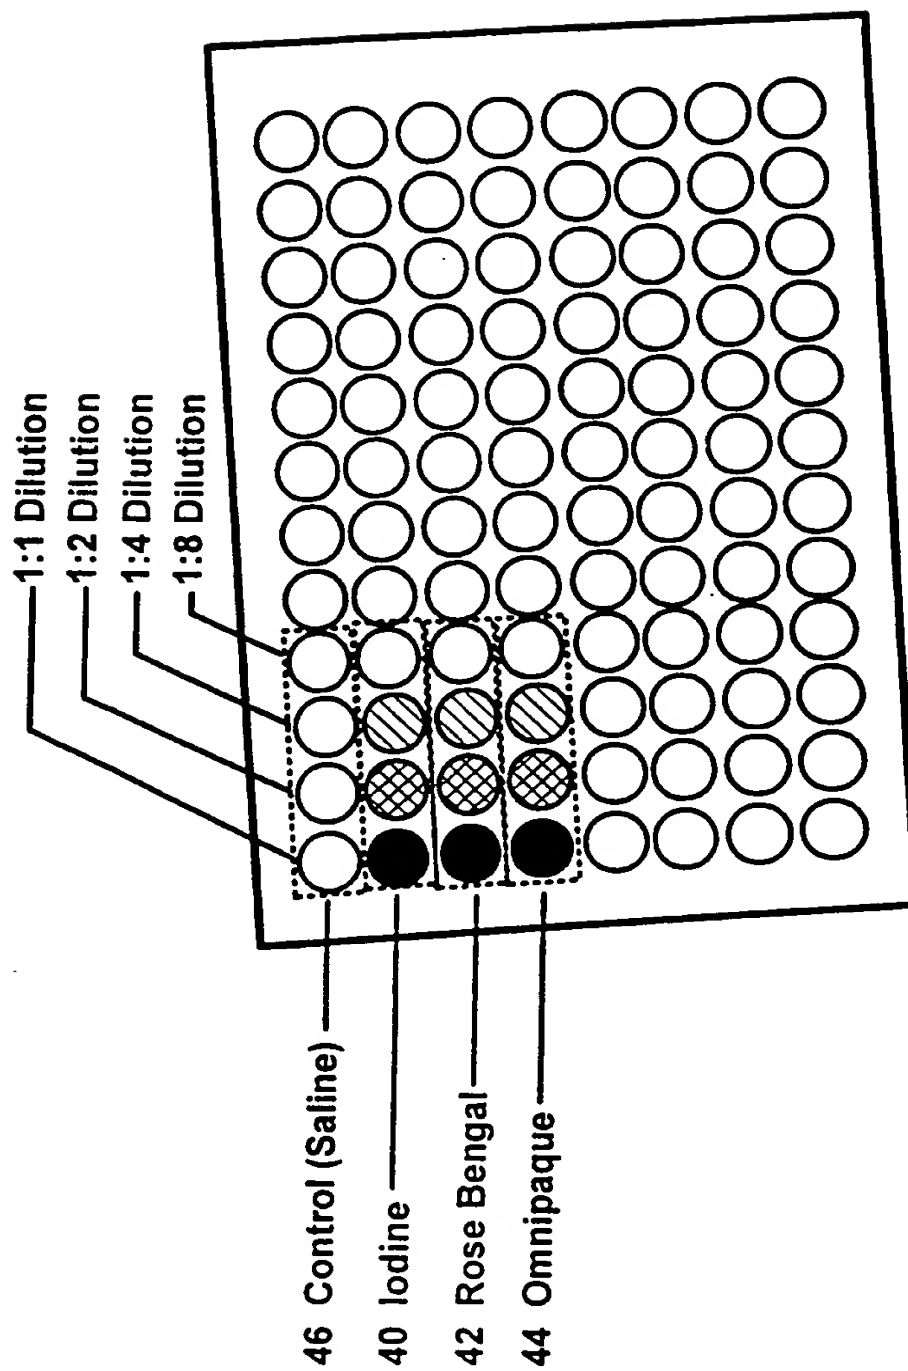 1:1 Dilution
1:2 Dilution
1:4 Dilution
1:8 Dilution
46 Control (Saline)
40 Iodine
42 Rose Bengal
44 Omnipaque